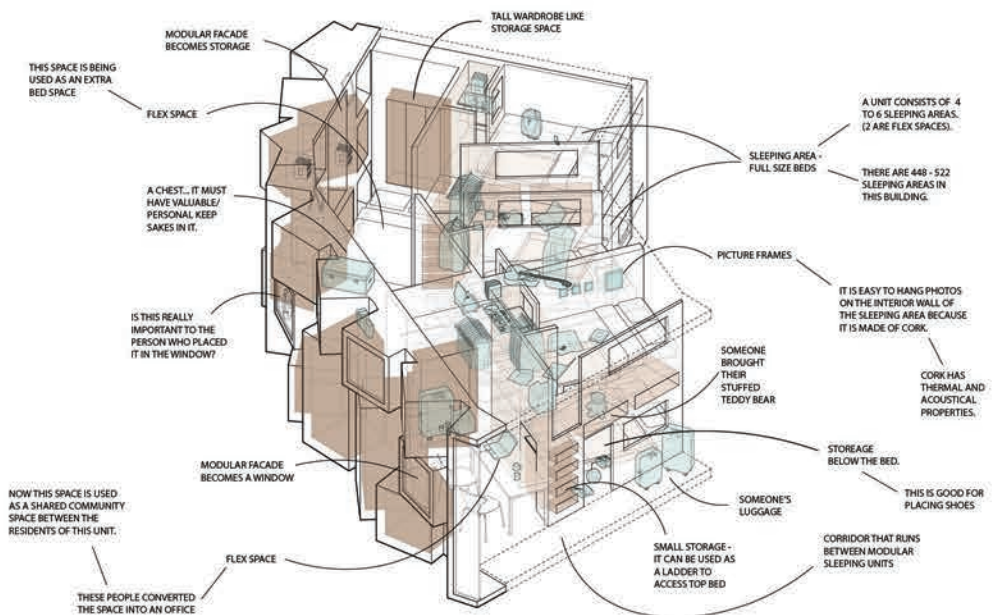 TALL WARDROBE LIKE
STORAGE SPACE
MODULAR FACADE
BECOMES STORAGE
THIS SPACE IS BEING
USED AS AN EXTRA
BED SPACE
FLEX SPACE
A CHEST... IT MUST
HAVE VALUABLE/
PERSONAL KEEP
SAKES IN IT.
IS THIS REALLY
IMPORTANT TO THE
PERSON WHO PLACED
IT IN THE WINDOW?
MODULAR FACADE
BECOMES A WINDOW
NOW THIS SPACE IS USED
AS A SHARED COMMUNITY
SPACE BETWEEN THE
RESIDENTS OF THIS UNIT.
FLEX SPACE
THESE PEOPLE CONVERTED
THE SPACE INTO AN OFFICE
A UNIT CONSISTS OF 4
TO 6 SLEEPING AREAS.
(2 ARE FLEX SPACES).
SLEEPING AREA -
FULL SIZE BEDS
THERE ARE 448 - 522
SLEEPING AREAS IN
THIS BUILDING.
PICTURE FRAMES
IT IS EASY TO HANG PHOTOS
ON THE INTERIOR WALL OF
THE SLEEPING AREA BECAUSE
IT IS MADE OF CORK.
CORK HAS
THERMAL AND
ACOUSTICAL
PROPERTIES.
SOMEONE
BROUGHT
THEIR
STUFFED
TEDDY BEAR
STOREAGE
BELOW THE BED.
THIS IS GOOD FOR
PLACING SHOES
SOMEONE'S
LUGGAGE
SMALL STORAGE -
IT CAN BE USED AS
A LADDER TO
ACCESS TOP BED
CORRIDOR THAT RUNS
BETWEEN MODULAR
SLEEPING UNITS